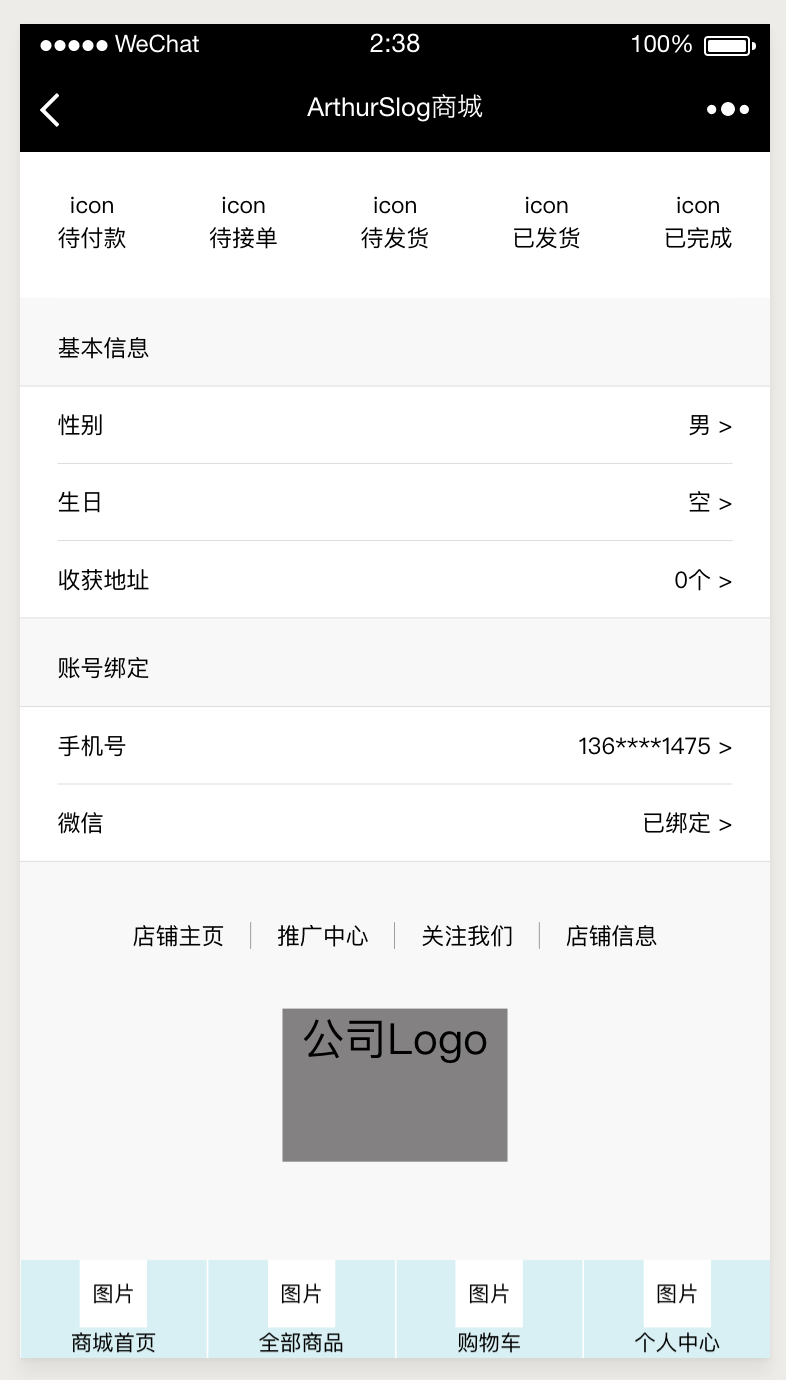 ●●●●● WeChat 2:38 100%
ArthurSlog商城
icon icon icon icon icon
待付款 待接单 待发货 已发货 已完成
基本信息
性别 男 >
生日 空 >
收获地址 0个 >
账号绑定
手机号 136****1475 >
微信 已绑定 >
店铺主页 推广中心 关注我们 店铺信息
公司Logo
图片 图片 图片 图片
商城首页 全部商品 购物车 个人中心